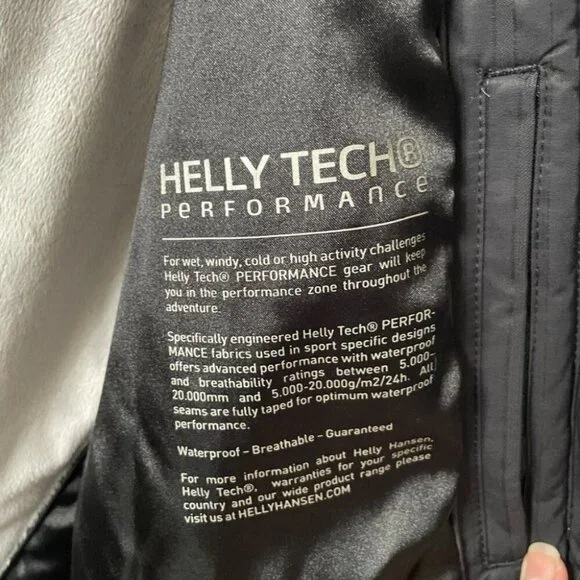 HELLY TECH®
PERFORMANCE
For wet, windy, cold or high activity challenges
Helly Tech® PERFORMANCE gear will keep
you in the performance zone throughout the
adventure.
Specifically engineered Helly Tech® PERFOR-
MANCE fabrics used in sport specific designs
offers advanced performance with waterproof
and breathability ratings between 5.000-
20.000mm and 5.000-20.000g/m2/24h. All
seams are fully taped for optimum waterproof
performance.
Waterproof - Breathable - Guaranteed
For more information about Helly Hansen,
Helly Tech®, warranties for your specific
country and our wide product range please
visit us at HELLYHANSEN.COM